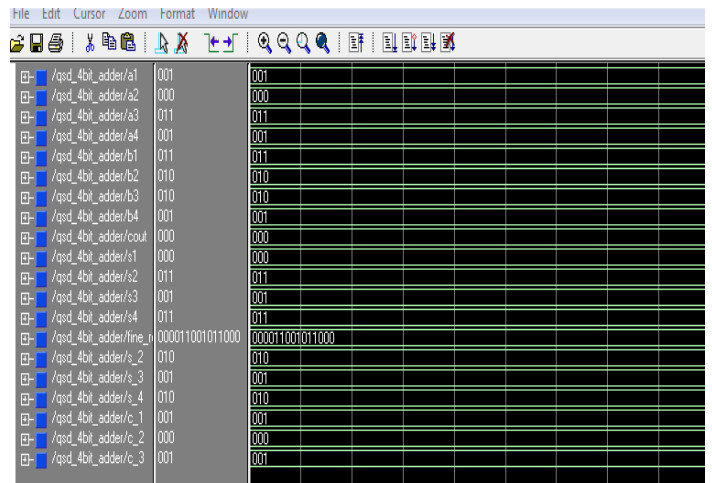 File Edit Cursor Zoom Format Window
/qsd_4bit_adder/a1 001 001
/qsd_4bit_adder/a2 000 000
/qsd_4bit_adder/a3 011 011
/qsd_4bit_adder/a4 001 001
/qsd_4bit_adder/b1 011 011
/qsd_4bit_adder/b2 010 010
/qsd_4bit_adder/b3 010 010
/qsd_4bit_adder/b4 001 001
/qsd_4bit_adder/cout 000 000
/qsd_4bit_adder/s1 000 000
/qsd_4bit_adder/s2 011 011
/qsd_4bit_adder/s3 001 001
/qsd_4bit_adder/s4 011 011
/qsd_4bit_adder/fine_r 000011001011000 000011001011000
/qsd_4bit_adder/s_2 010 010
/qsd_4bit_adder/s_3 001 001
/qsd_4bit_adder/s_4 010 010
/qsd_4bit_adder/c_1 001 001
/qsd_4bit_adder/c_2 000 000
/qsd_4bit_adder/c_3 001 001